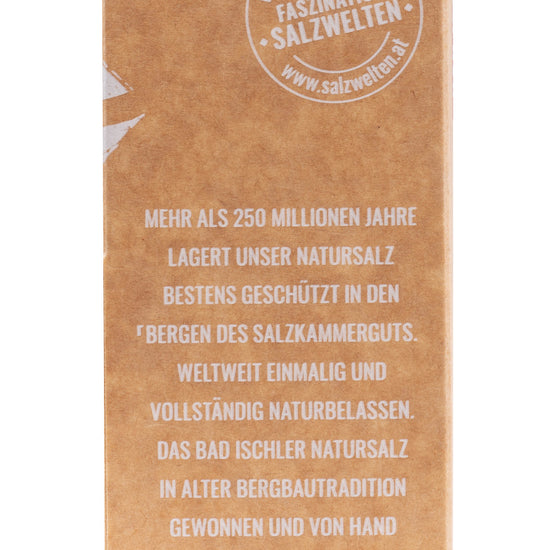 FASZINATION
· SALZWELTEN ·
www.salzwelten.at
MEHR ALS 250 MILLIONEN JAHRE
LAGERT UNSER NATURSALZ
BESTENS GESCHÜTZT IN DEN
BERGEN DES SALZKAMMERGUTS.
WELTWEIT EINMALIG UND
VOLLSTÄNDIG NATURBELASSEN.
DAS BAD ISCHLER NATURSALZ
IN ALTER BERGBAUTRADITION
GEWONNEN UND VON HAND